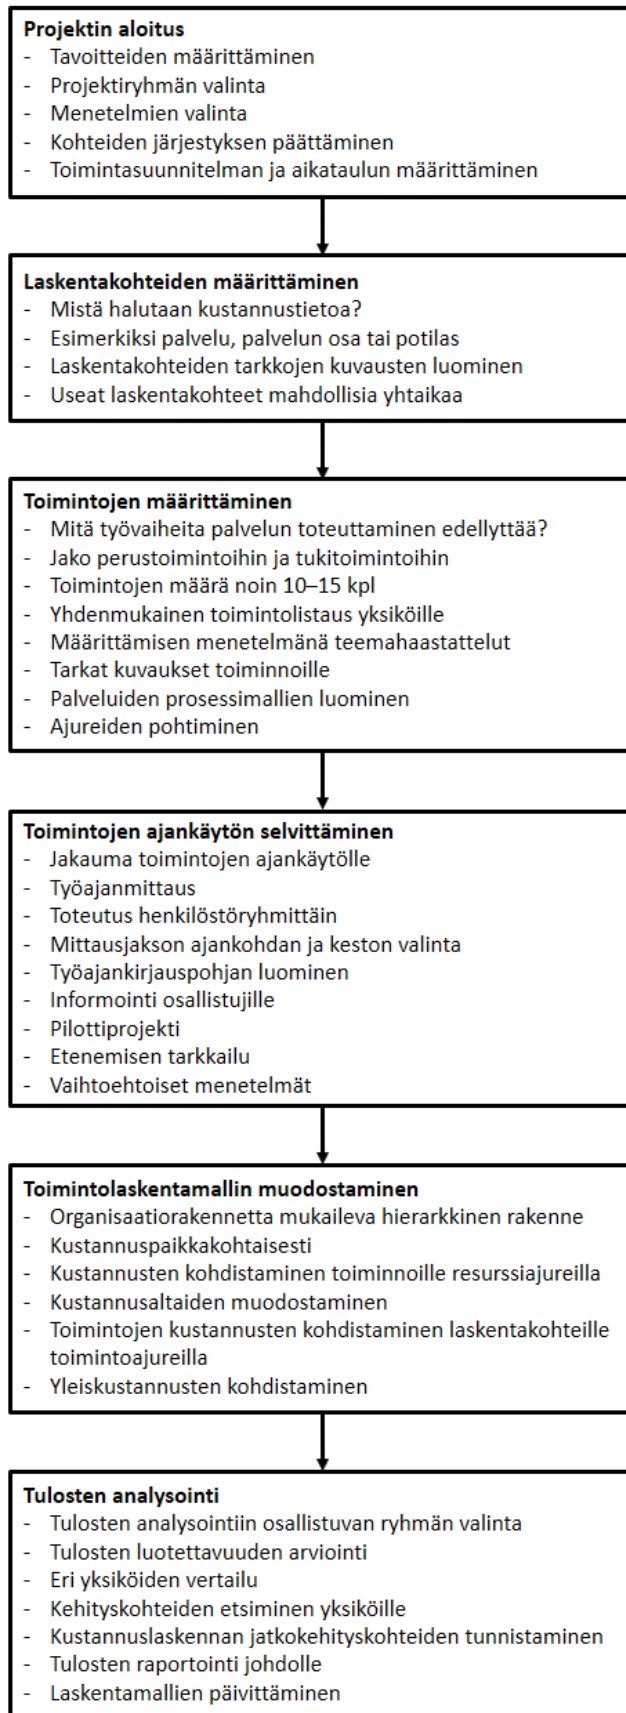 Projektin aloitus
- Tavoitteiden määrittäminen
- Projektiryhmän valinta
- Menetelmien valinta
- Kohteiden järjestyksen päättäminen
- Toimintasuunnitelman ja aikataulun määrittäminen
Laskentakohteiden määrittäminen
- Mistä halutaan kustannustietoa?
- Esimerkiksi palvelu, palvelun osa tai potilas
- Laskentakohteiden tarkkojen kuvausten luominen
- Useat laskentakohteet mahdollisia yhtaikaa
Toimintojen määrittäminen
- Mitä työvaiheita palvelun toteuttaminen edellyttää?
- Jako perustoimintoihin ja tukitoimintoihin
- Toimintojen määrä noin 10–15 kpl
- Yhdenmukainen toimintolistaus yksiköille
- Määrittämisen menetelmänä teemahaastattelut
- Tarkat kuvaukset toiminnoille
- Palveluiden prosessimallien luominen
- Ajureiden pohtiminen
Toimintojen ajankäytön selvittäminen
- Jakauma toimintojen ajankäytölle
- Työajanmittaus
- Toteutus henkilöstöryhmittäin
- Mittausjakson ajankohdan ja keston valinta
- Työajankirjauspohjan luominen
- Informointi osallistujille
- Pilottiprojekti
- Etenemisen tarkkailu
- Vaihtoehtoiset menetelmät
Toimintolaskentamallin muodostaminen
- Organisaatiorakennetta mukaileva hierarkkinen rakenne
- Kustannuspaikkakohtaisesti
- Kustannusten kohdistaminen toiminnoille resurssiajureilla
- Kustannusaltaiden muodostaminen
- Toimintojen kustannusten kohdistaminen laskentakohteille
toimintoajureilla
- Yleiskustannusten kohdistaminen
Tulosten analysointi
- Tulosten analysointiin osallistuvan ryhmän valinta
- Tulosten luotettavuuden arviointi
- Eri yksiköiden vertailu
- Kehityskohteiden etsiminen yksiköille
- Kustannuslaskennan jatkokehityskohteiden tunnistaminen
- Tulosten raportointi johdolle
- Laskentamallien päivittäminen